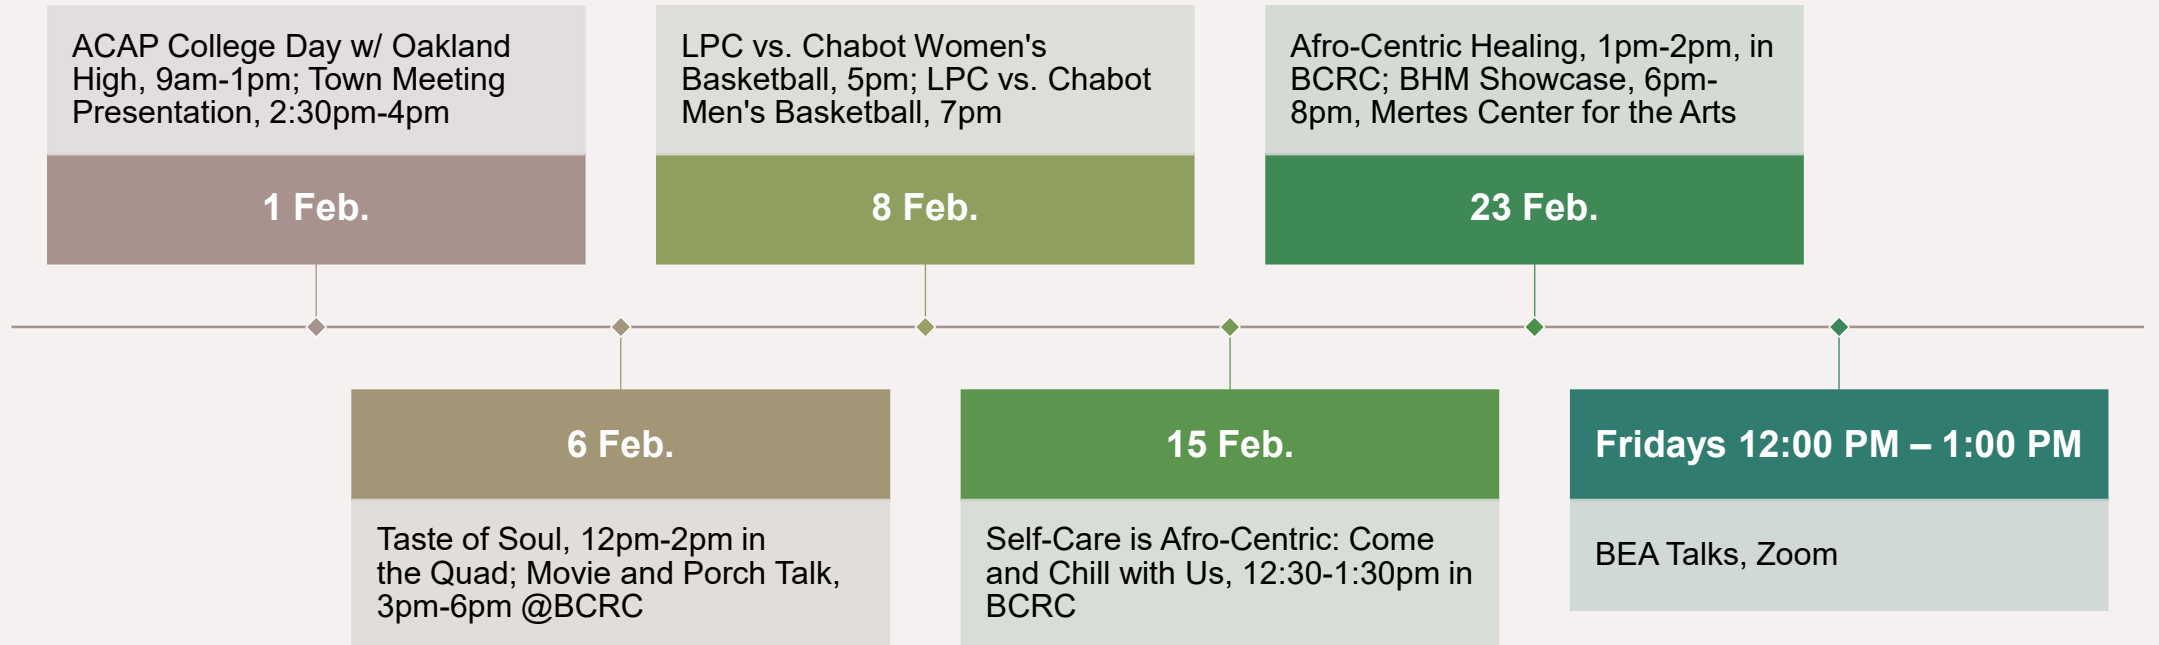 ACAP College Day w/ Oakland
High, 9am-1pm; Town Meeting
Presentation, 2:30pm-4pm
1 Feb.
6 Feb.
Taste of Soul, 12pm-2pm in
the Quad; Movie and Porch Talk,
3pm-6pm @BCRC
LPC vs. Chabot Women's
Basketball, 5pm; LPC vs. Chabot
Men's Basketball, 7pm
8 Feb.
15 Feb.
Self-Care is Afro-Centric: Come
and Chill with Us, 12:30-1:30pm in
BCRC
Afro-Centric Healing, 1pm-2pm, in
BCRC; BHM Showcase, 6pm-
8pm, Mertes Center for the Arts
23 Feb.
Fridays 12:00 PM – 1:00 PM
BEA Talks, Zoom